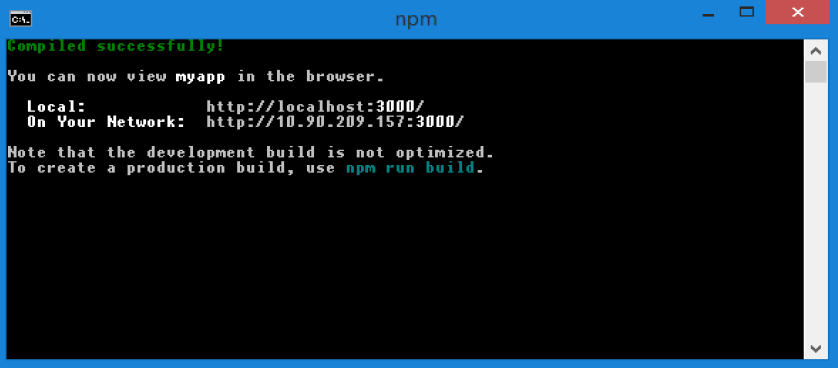 npm
Compiled successfully!
You can now view myapp in the browser.
Local: http://localhost:3000/
On Your Network: http://10.90.209.157:3000/
Note that the development build is not optimized.
To create a production build, use npm run build.